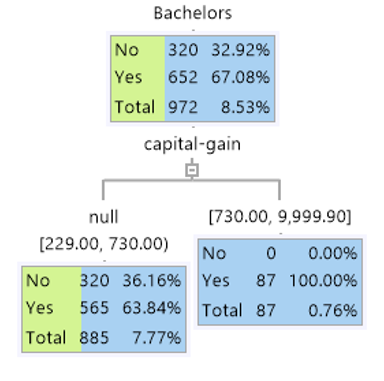 Bachelors
No 320 32.92%
Yes 652 67.08%
Total 972 8.53%
capital-gain
null
[229.00, 730.00)
No 320 36.16%
Yes 565 63.84%
Total 885 7.77%
[730.00, 9,999.90]
No 0 0.00%
Yes 87 100.00%
Total 87 0.76%